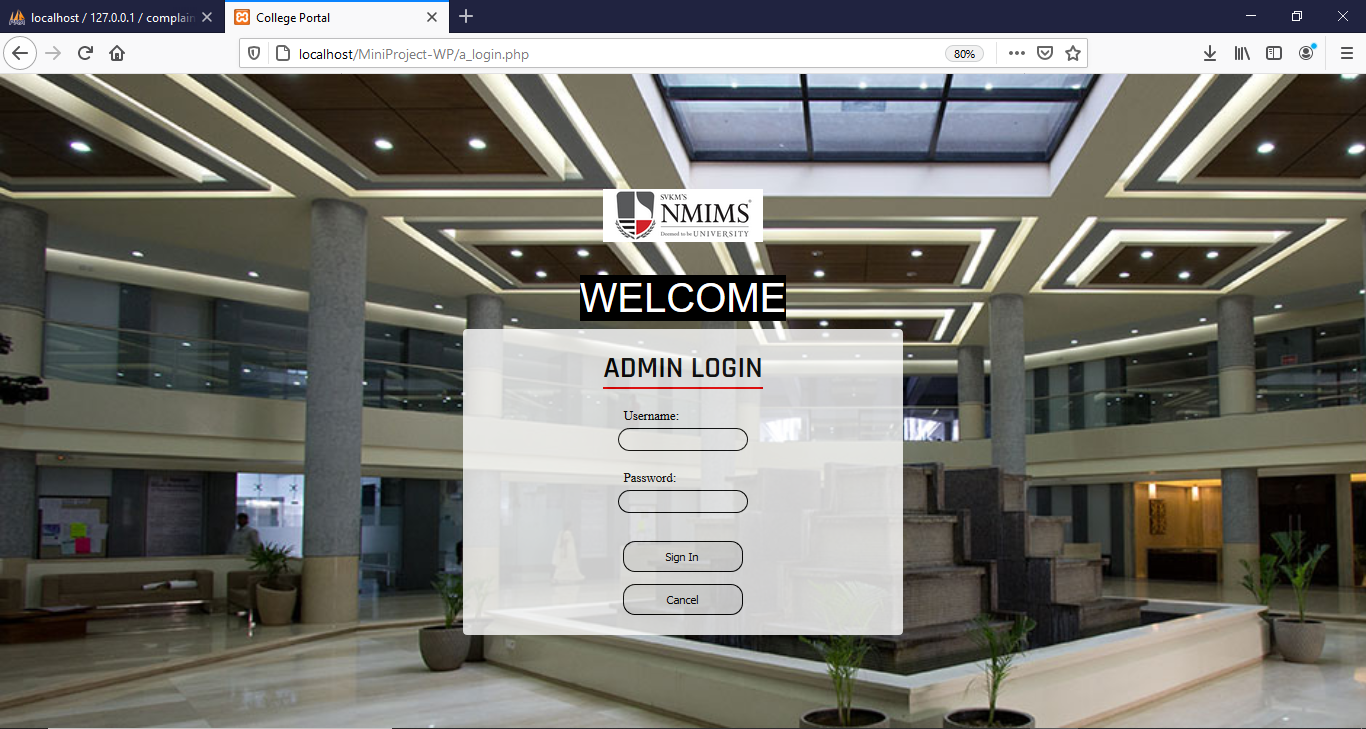 localhost / 127.0.0.1 / complain
College Portal
localhost/MiniProject-WP/a_login.php
80%
SVKM'S
NMIMS
Deemed to be UNIVERSITY
WELCOME
ADMIN LOGIN
Username:
Password:
Sign In
Cancel